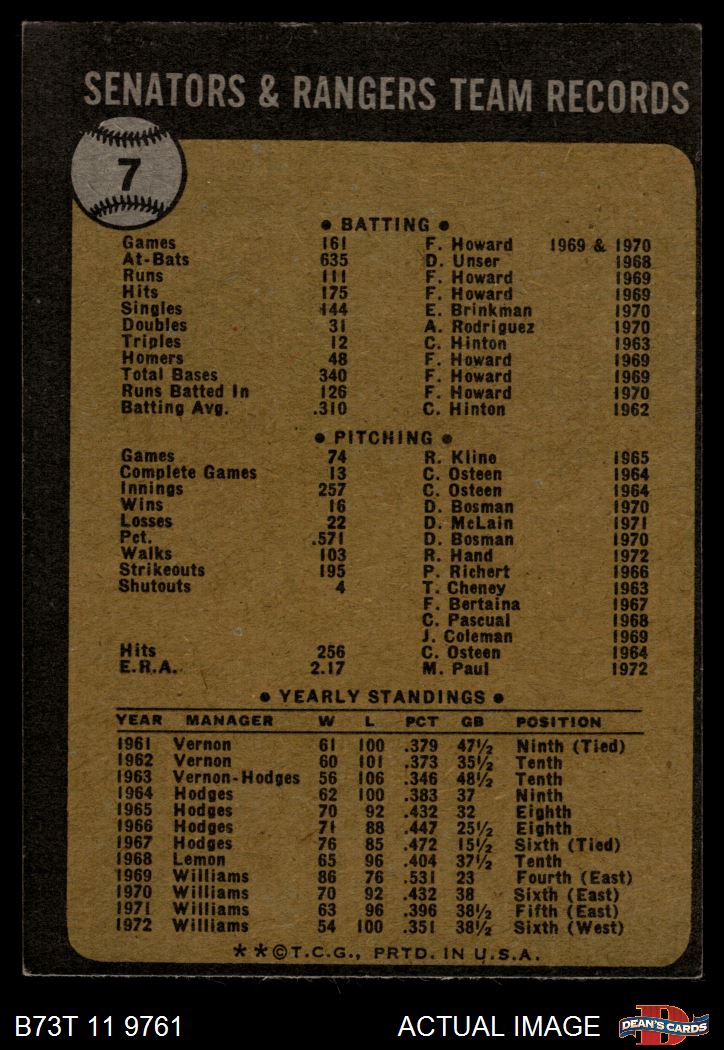 SENATORS & RANGERS TEAM RECORDS
7
• BATTING •
Games 161 F. Howard 1969 & 1970
At-Bats 635 D. Unser 1968
Runs 111 F. Howard 1969
Hits 175 F. Howard 1969
Singles 144 E. Brinkman 1970
Doubles 31 A. Rodriguez 1970
Triples 12 C. Hinton 1963
Homers 48 F. Howard 1969
Total Bases 340 F. Howard 1969
Runs Batted In 126 F. Howard 1970
Batting Avg. .310 C. Hinton 1962
• PITCHING •
Games 74 R. Kline 1965
Complete Games 13 C. Osteen 1964
Innings 257 C. Osteen 1964
Wins 16 D. Bosman 1970
Losses 22 D. McLain 1971
Pct. .571 D. Bosman 1970
Walks 103 R. Hand 1972
Strikeouts 195 P. Richert 1966
Shutouts 4 T. Cheney 1963
F. Bertaina 1967
C. Pascual 1968
J. Coleman 1969
Hits 256 C. Osteen 1964
E.R.A. 2.17 M. Paul 1972
• YEARLY STANDINGS •
YEAR MANAGER W L PCT GB POSITION
1961 Vernon 61 100 .379 47½ Ninth (Tied)
1962 Vernon 60 101 .373 35½ Tenth
1963 Vernon-Hodges 56 106 .346 48½ Tenth
1964 Hodges 62 100 .383 37 Ninth
1965 Hodges 70 92 .432 32 Eighth
1966 Hodges 71 88 .447 25½ Eighth
1967 Hodges 76 85 .472 15½ Sixth (Tied)
1968 Lemon 65 96 .404 37½ Tenth
1969 Williams 86 76 .531 23 Fourth (East)
1970 Williams 70 92 .432 38 Sixth (East)
1971 Williams 63 96 .396 38½ Fifth (East)
1972 Williams 54 100 .351 38½ Sixth (West)
**©T.C.G., PRTD. IN U.S.A.
B73T 11 9761 ACTUAL IMAGE
D
DEAN'S CARDS